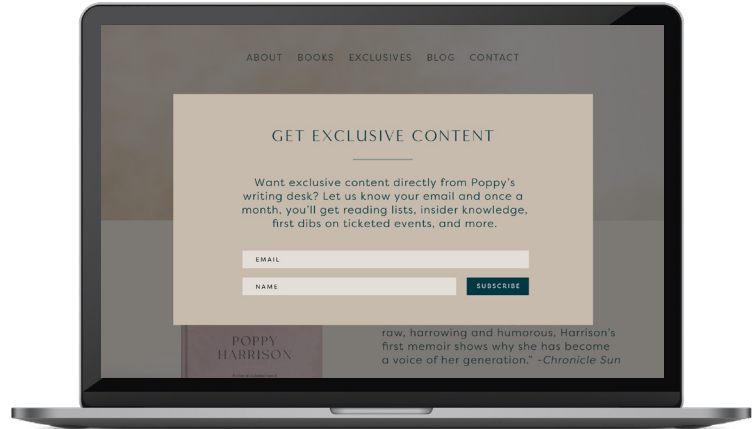 ABOUT BOOKS EXCLUSIVES BLOG CONTACT
GET EXCLUSIVE CONTENT
Want exclusive content directly from Poppy's
writing desk? Let us know your email and once a
month, you'll get reading lists, insider knowledge,
first dibs on ticketed events, and more.
EMAIL
NAME
SUBSCRIBE
raw, harrowing and humorous, Harrison's
first memoir shows why she has become
a voice of her generation." -Chronicle Sun
POPPY
HARRISON